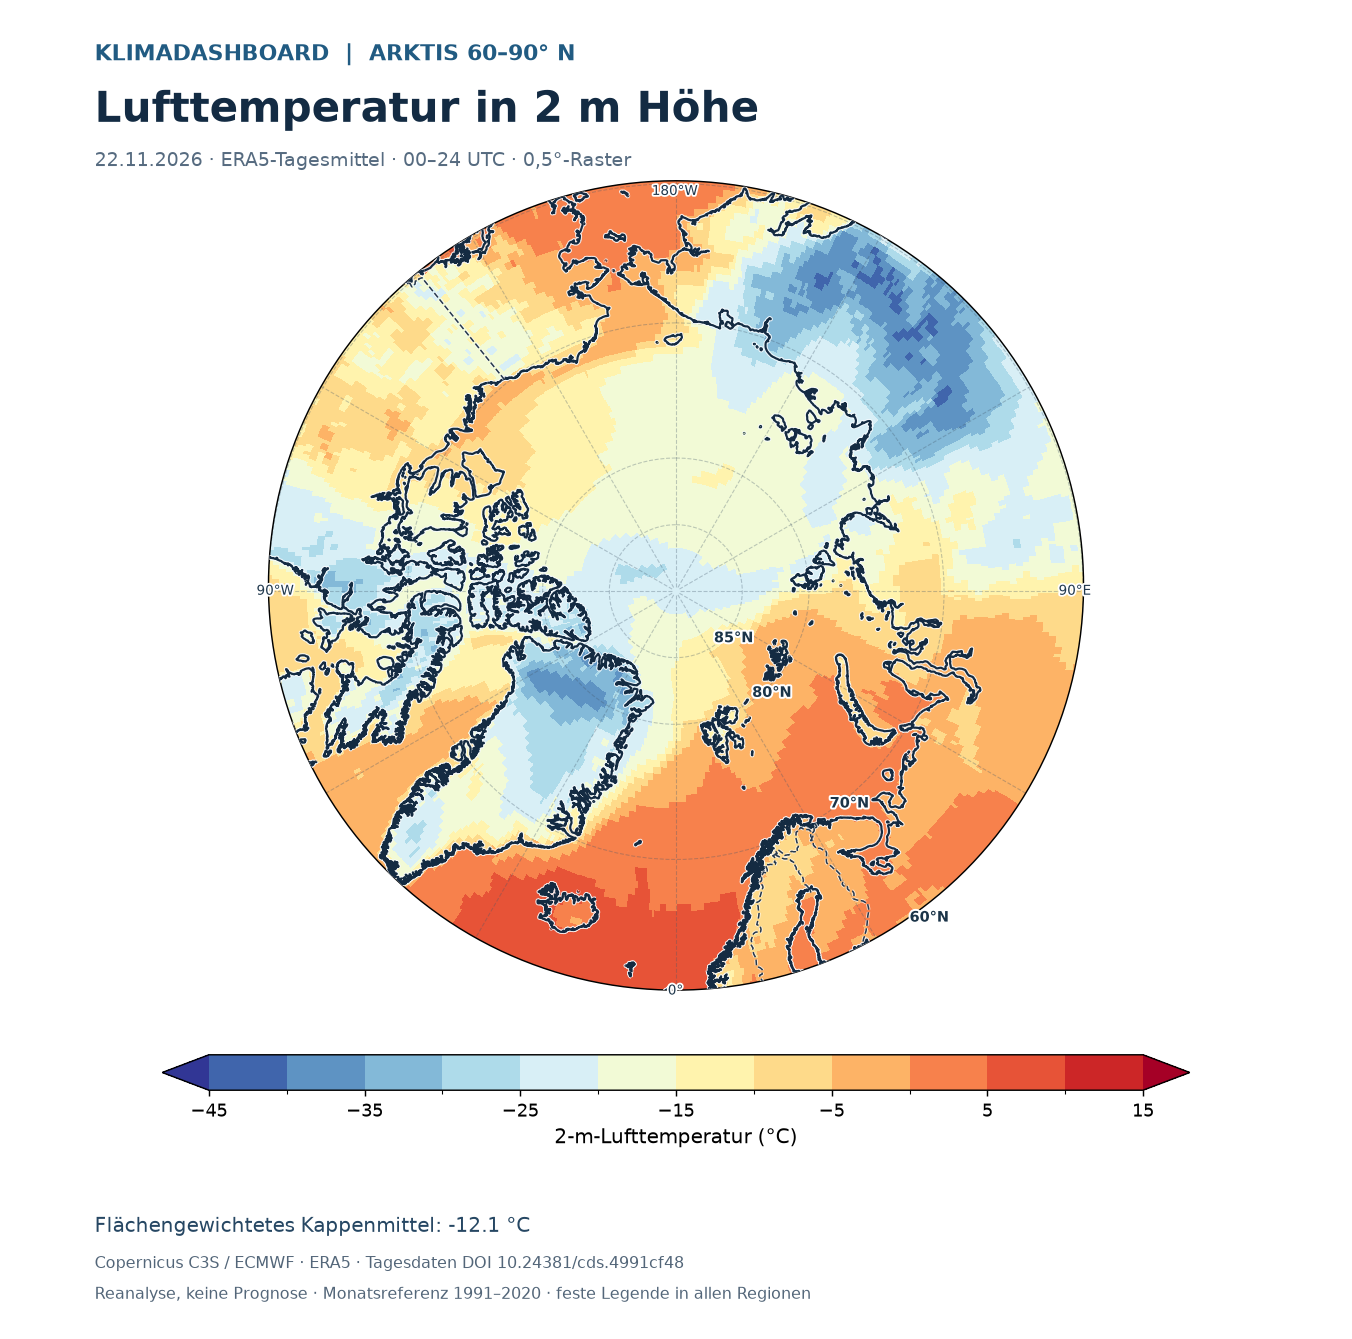 KLIMADASHBOARD | ARKTIS 60–90° N
Lufttemperatur in 2 m Höhe
22.11.2026 · ERA5-Tagesmittel · 00–24 UTC · 0,5°-Raster
180°W
90°W
90°E
85°N
80°N
70°N
60°N
0°
−45 −35 −25 −15 −5 5 15
2-m-Lufttemperatur (°C)
Flächengewichtetes Kappenmittel: -12.1 °C
Copernicus C3S / ECMWF · ERA5 · Tagesdaten DOI 10.24381/cds.4991cf48
Reanalyse, keine Prognose · Monatsreferenz 1991–2020 · feste Legende in allen Regionen